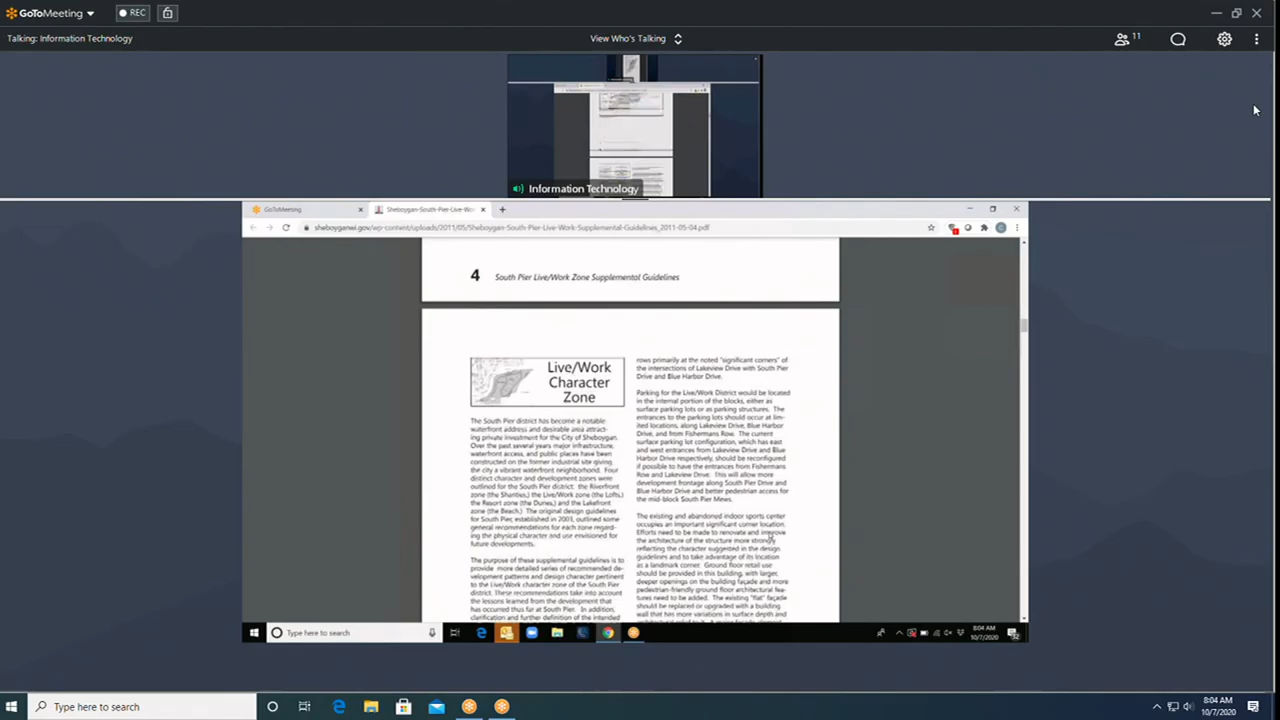 GoToMeeting
REC
Talking: Information Technology
View Who's Talking
11
Information Technology
GoToMeeting
Sheboygan-South-Pier-Live-Wo
sheboyganwi.gov/wp-content/uploads/2011/05/Sheboygan-South-Pier-Live-Work-Supplemental-Guidelines_2011-05-04.pdf
4 South Pier Live/Work Zone Supplemental Guidelines
Live/Work
Character
Zone
The South Pier district has become a notable
waterfront address and desirable area attract-
ing private investment for the City of Sheboygan.
Over the past several years major infrastructure,
waterfront access, and public places have been
constructed on the former industrial site giving
the city a vibrant waterfront neighborhood. Four
distinct character and development zones were
outlined for the South Pier district: the Riverfront
zone (the Shanties,) the Live/Work zone (the Lofts,)
the Resort zone (the Dunes,) and the Lakefront
zone (the Beach.) The original design guidelines
for South Pier, established in 2003, outlined some
general recommendations for each zone regard-
ing the physical character and use envisioned for
future developments.
The purpose of these supplemental guidelines is to
provide more detailed series of recommended de-
velopment patterns and design character pertinent
to the Live/Work character zone of the South Pier
district. These recommendations take into account
the lessons learned from the development that
has occurred thus far at South Pier. In addition,
clarification and further definition of the intended
rows primarily at the noted "significant corners" of
the intersections of Lakeview Drive with South Pier
Drive and Blue Harbor Drive.
Parking for the Live/Work District would be located
in the internal portion of the blocks, either as
surface parking lots or as parking structures. The
entrances to the parking lots should occur at lim-
ited locations, along Lakeview Drive, Blue Harbor
Drive, and from Fishermans Row. The current
surface parking lot configuration, which has east
and west entrances from Lakeview Drive and Blue
Harbor Drive respectively, should be reconfigured
if possible to have the entrances from Fishermans
Row and Lakeview Drive. This will allow more
development frontage along South Pier Drive and
Blue Harbor Drive and better pedestrian access for
the mid-block South Pier Mews.
The existing and abandoned indoor sports center
occupies an important significant corner location.
Efforts need to be made to renovate and improve
the architecture of the structure more strongly
reflecting the character suggested in the design
guidelines and to take advantage of its location
as a landmark corner. Ground floor retail use
should be provided in this building, with larger,
deeper openings on the building façade and more
pedestrian-friendly ground floor architectural fea-
tures need to be added. The existing "flat" façade
should be replaced or upgraded with a building
wall that has more variations in surface depth and
Type here to search
8:04 AM
10/7/2020
Type here to search
8:04 AM
10/7/2020